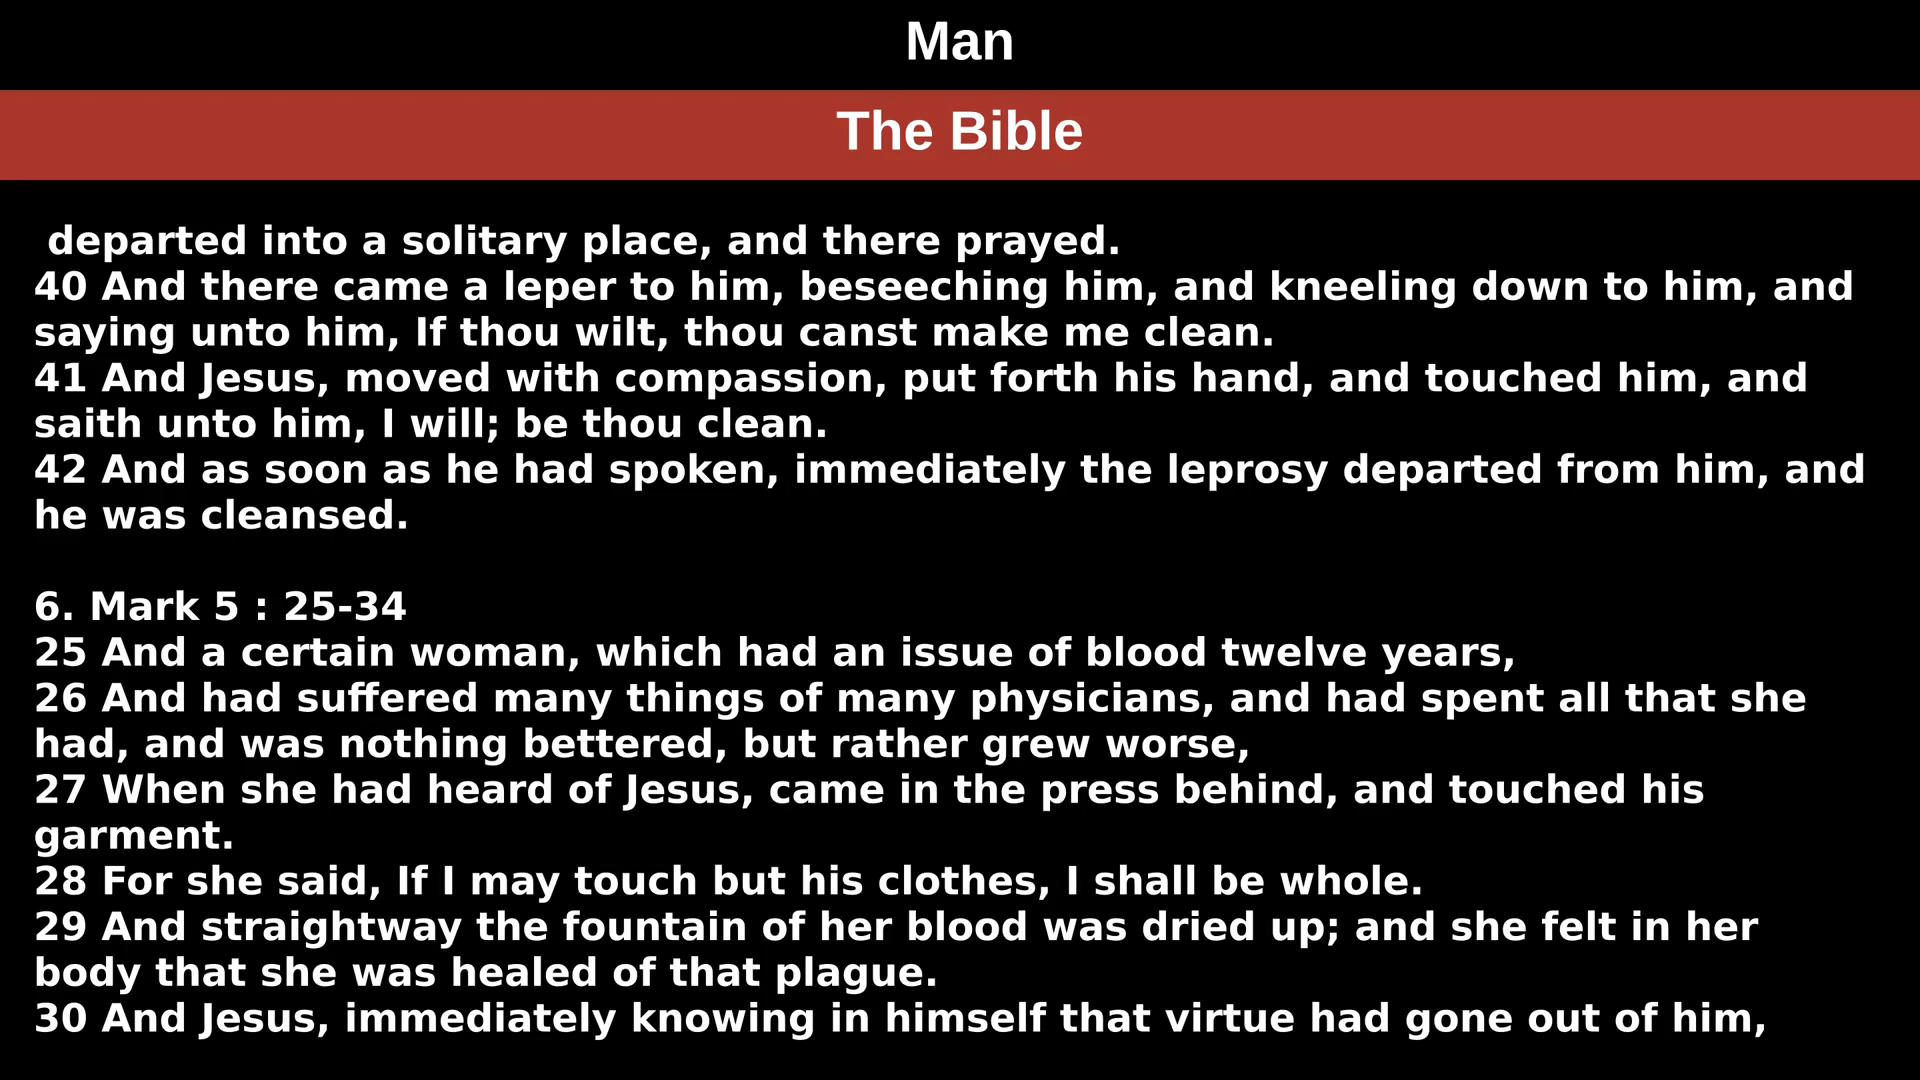 Man
The Bible
departed into a solitary place, and there prayed.
40 And there came a leper to him, beseeching him, and kneeling down to him, and
saying unto him, If thou wilt, thou canst make me clean.
41 And Jesus, moved with compassion, put forth his hand, and touched him, and
saith unto him, I will; be thou clean.
42 And as soon as he had spoken, immediately the leprosy departed from him, and
he was cleansed.
6. Mark 5 : 25-34
25 And a certain woman, which had an issue of blood twelve years,
26 And had suffered many things of many physicians, and had spent all that she
had, and was nothing bettered, but rather grew worse,
27 When she had heard of Jesus, came in the press behind, and touched his
garment.
28 For she said, If I may touch but his clothes, I shall be whole.
29 And straightway the fountain of her blood was dried up; and she felt in her
body that she was healed of that plague.
30 And Jesus, immediately knowing in himself that virtue had gone out of him,